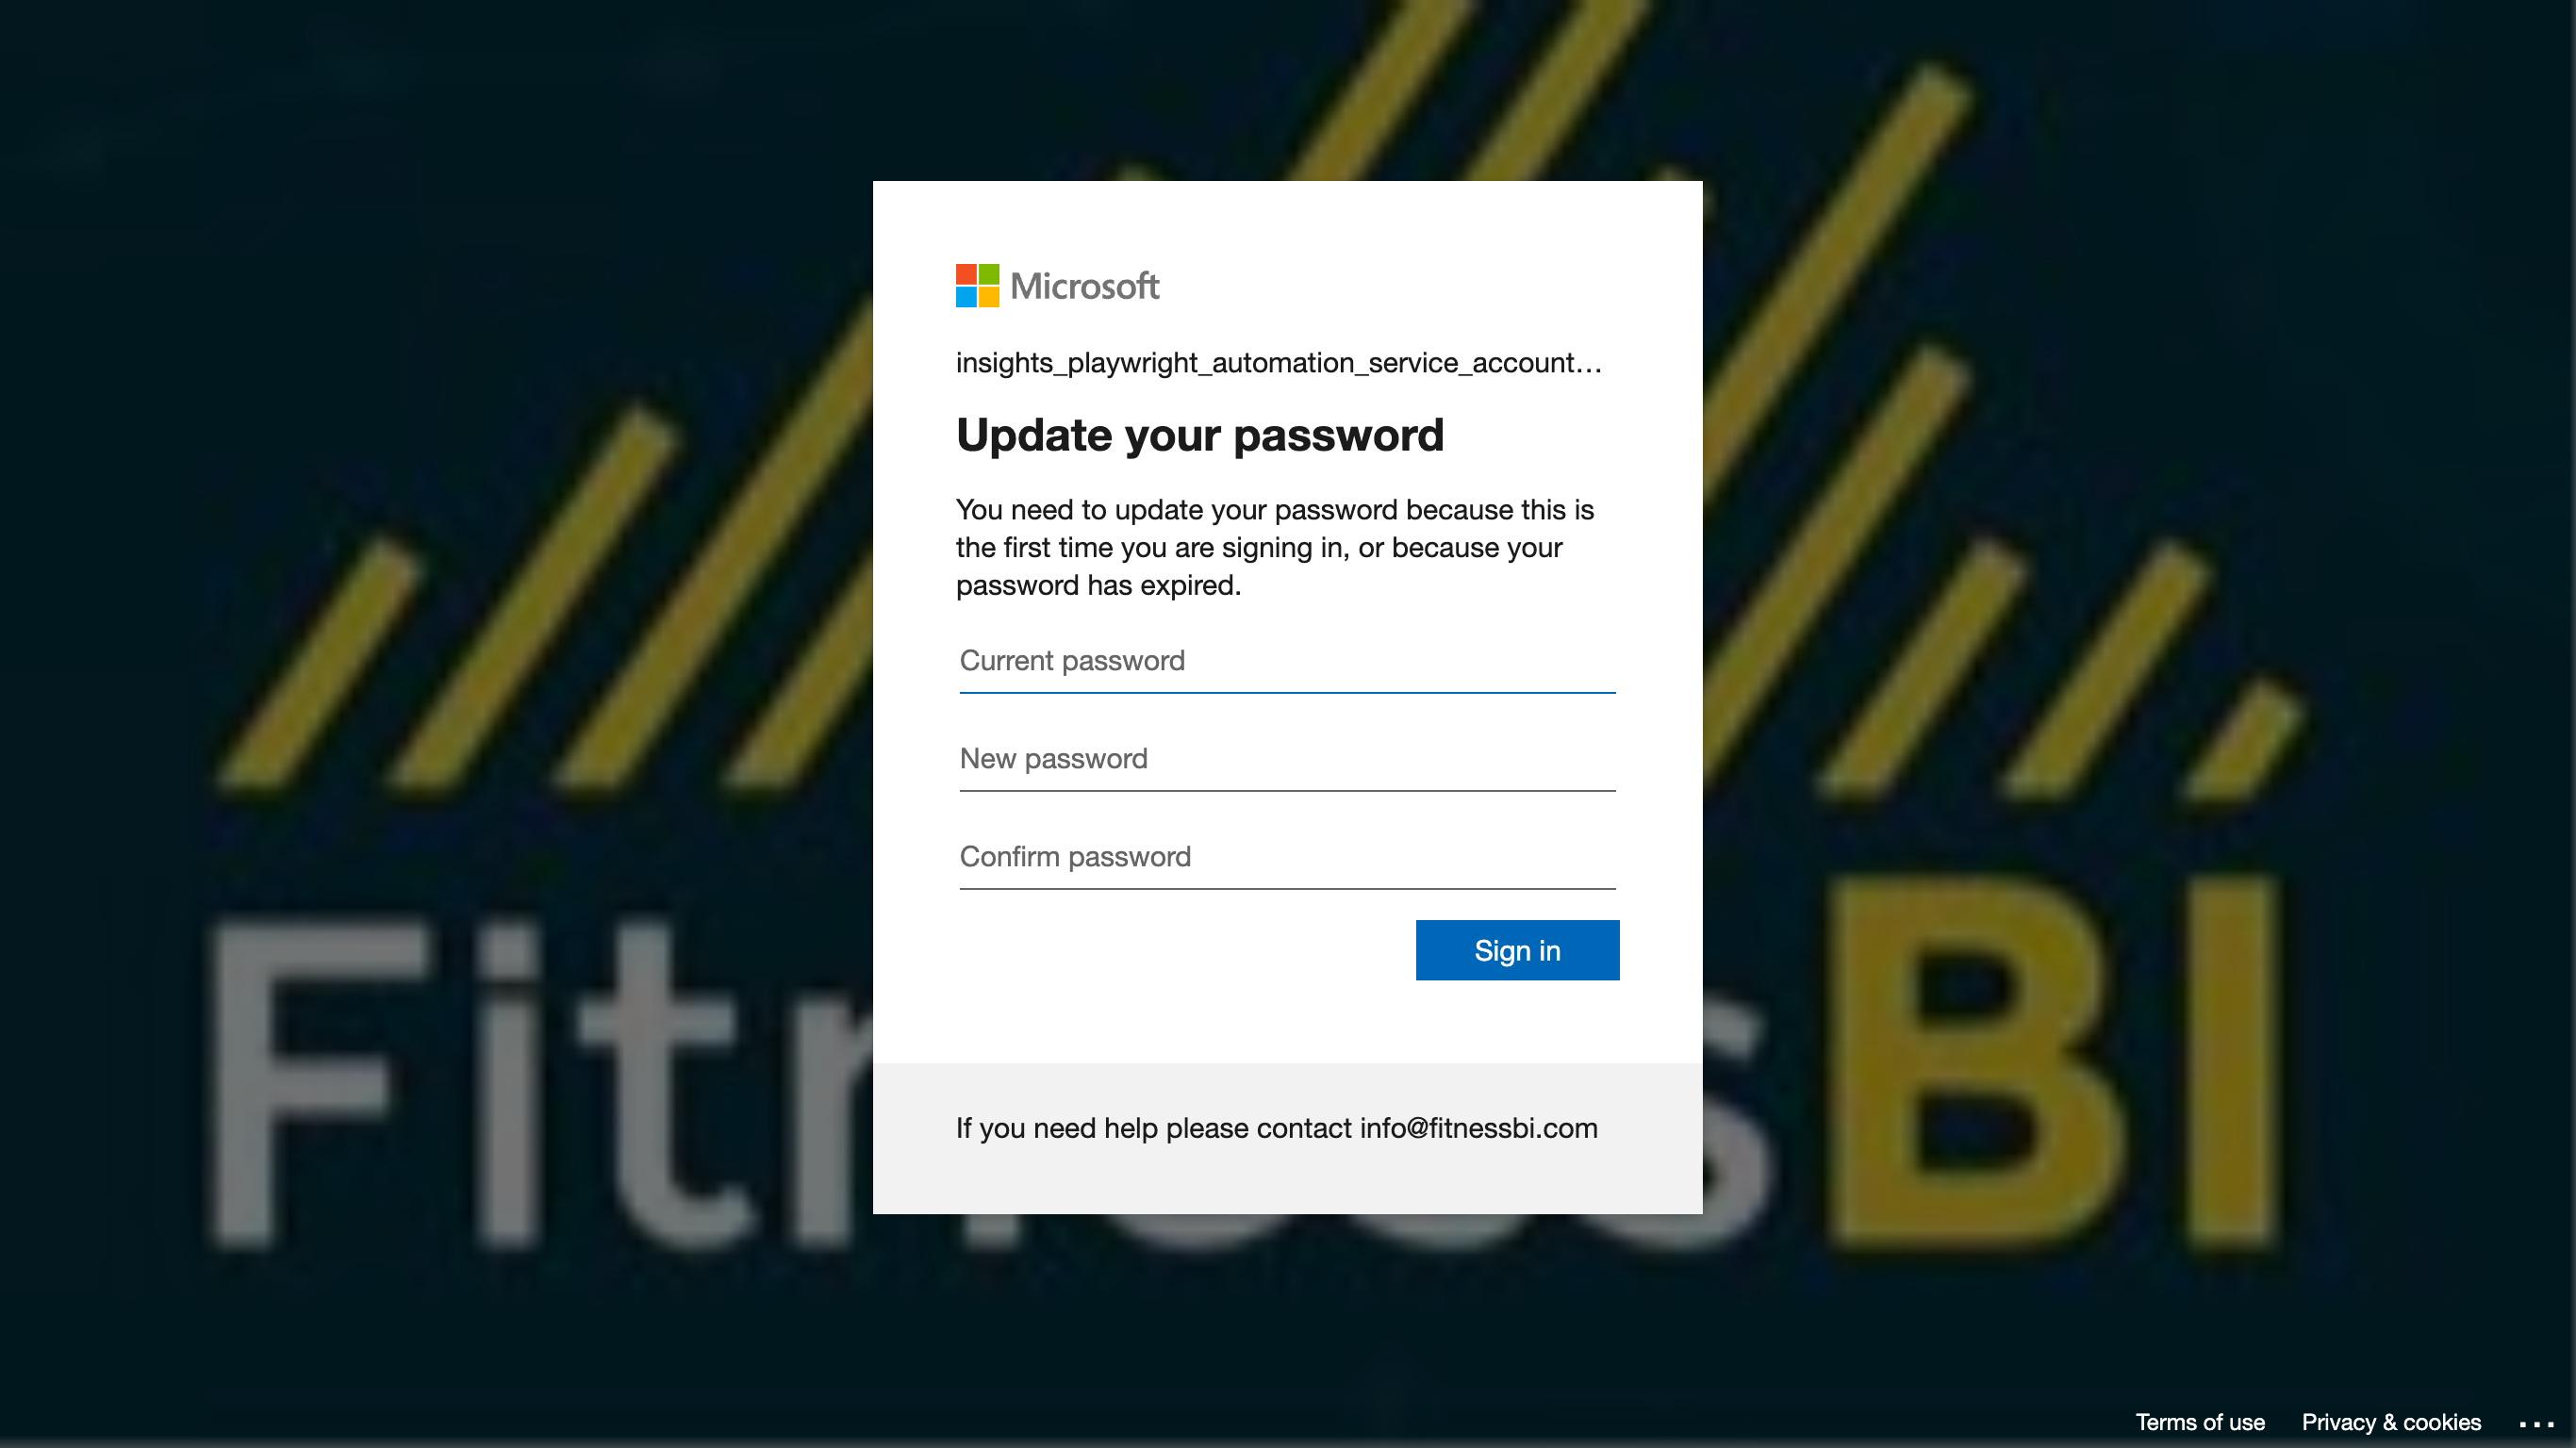 Microsoft
insights_playwright_automation_service_account…
Update your password
You need to update your password because this is
the first time you are signing in, or because your
password has expired.
Current password
New password
Confirm password
Sign in
If you need help please contact info@fitnessbi.com
FitnessBI
Terms of use Privacy & cookies